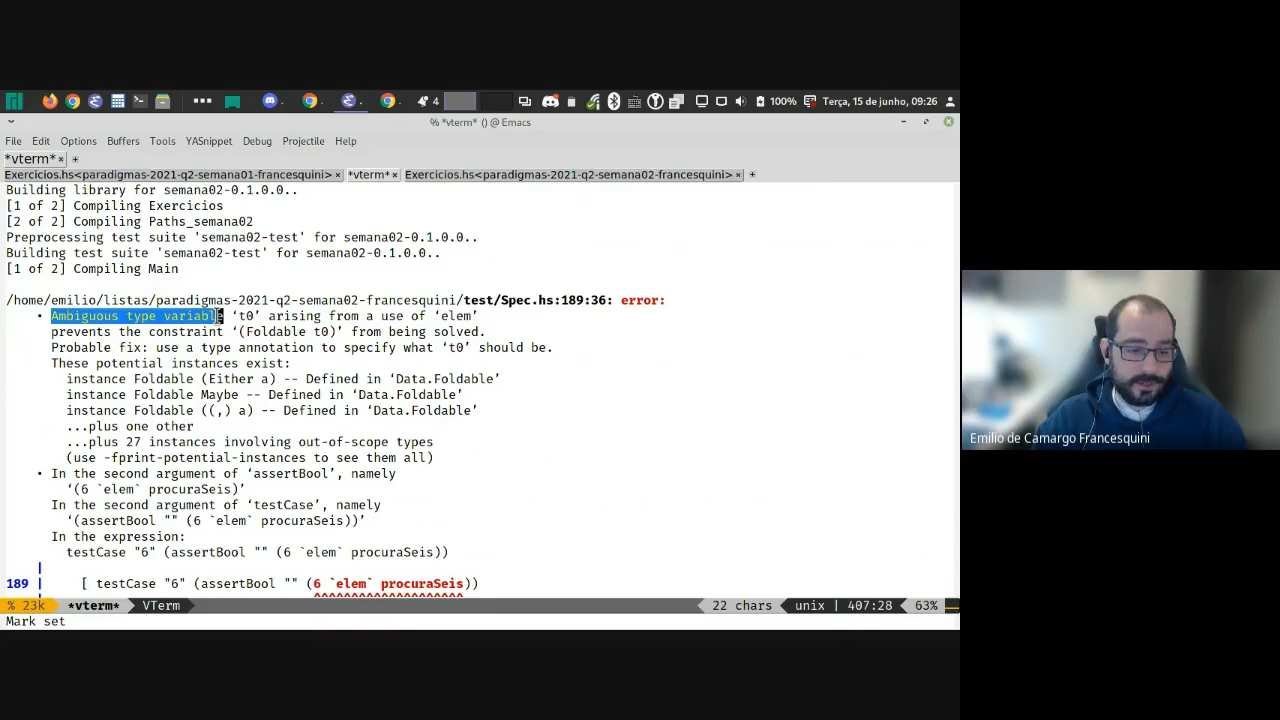 4
100%
Terça, 15 de junho, 09:26
% *vterm* () @ Emacs
File Edit Options Buffers Tools YASnippet Debug Projectile Help
*vterm* × +
Exercicios.hs<paradigmas-2021-q2-semana01-francesquini> × *vterm* × Exercicios.hs<paradigmas-2021-q2-semana02-francesquini> × +
Building library for semana02-0.1.0.0..
[1 of 2] Compiling Exercicios
[2 of 2] Compiling Paths_semana02
Preprocessing test suite 'semana02-test' for semana02-0.1.0.0..
Building test suite 'semana02-test' for semana02-0.1.0.0..
[1 of 2] Compiling Main
/home/emilio/listas/paradigmas-2021-q2-semana02-francesquini/test/Spec.hs:189:36: error:
• Ambiguous type variable ‘t0’ arising from a use of ‘elem’
prevents the constraint ‘(Foldable t0)’ from being solved.
Probable fix: use a type annotation to specify what ‘t0’ should be.
These potential instances exist:
instance Foldable (Either a) -- Defined in ‘Data.Foldable’
instance Foldable Maybe -- Defined in ‘Data.Foldable’
instance Foldable ((,) a) -- Defined in ‘Data.Foldable’
...plus one other
...plus 27 instances involving out-of-scope types
(use -fprint-potential-instances to see them all)
• In the second argument of ‘assertBool’, namely
‘(6 `elem` procuraSeis)’
In the second argument of ‘testCase’, namely
‘(assertBool "" (6 `elem` procuraSeis))’
In the expression:
testCase "6" (assertBool "" (6 `elem` procuraSeis))
|
189 | [ testCase "6" (assertBool "" (6 `elem` procuraSeis))
^^^^^^^^^^^^^^^^^^^^
% 23k *vterm* VTerm 22 chars unix | 407:28 63%
Mark set
Emilio de Camargo Francesquini